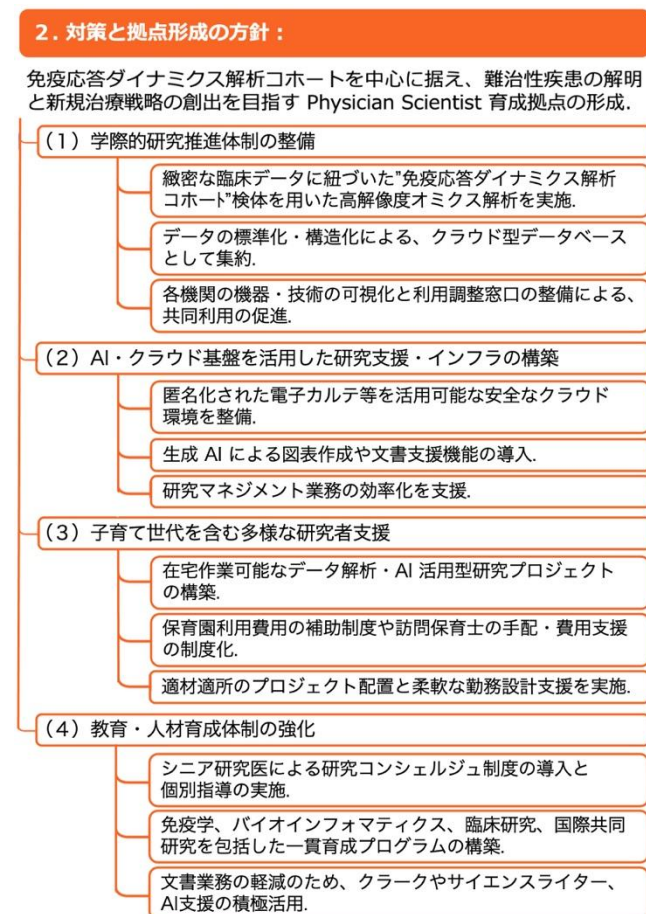 2. 対策と拠点形成の方針：
免疫応答ダイナミクス解析コホートを中心に据え、難治性疾患の解明
と新規治療戦略の創出を目指す Physician Scientist 育成拠点の形成.
（1）学際的研究推進体制の整備
緻密な臨床データに紐づいた”免疫応答ダイナミクス解析
コホート”検体を用いた高解像度オミクス解析を実施.
データの標準化・構造化による、クラウド型データベース
として集約.
各機関の機器・技術の可視化と利用調整窓口の整備による、
共同利用の促進.
（2）AI・クラウド基盤を活用した研究支援・インフラの構築
匿名化された電子カルテ等を活用可能な安全なクラウド
環境を整備.
生成 AI による図表作成や文書支援機能の導入.
研究マネジメント業務の効率化を支援.
（3）子育て世代を含む多様な研究者支援
在宅作業可能なデータ解析・AI 活用型研究プロジェクト
の構築.
保育園利用費用の補助制度や訪問保育士の手配・費用支援
の制度化.
適材適所のプロジェクト配置と柔軟な勤務設計支援を実施.
（4）教育・人材育成体制の強化
シニア研究医による研究コンシェルジュ制度の導入と
個別指導の実施.
免疫学、バイオインフォマティクス、臨床研究、国際共同
研究を包括した一貫育成プログラムの構築.
文書業務の軽減のため、クラークやサイエンスライター、
AI支援の積極活用.